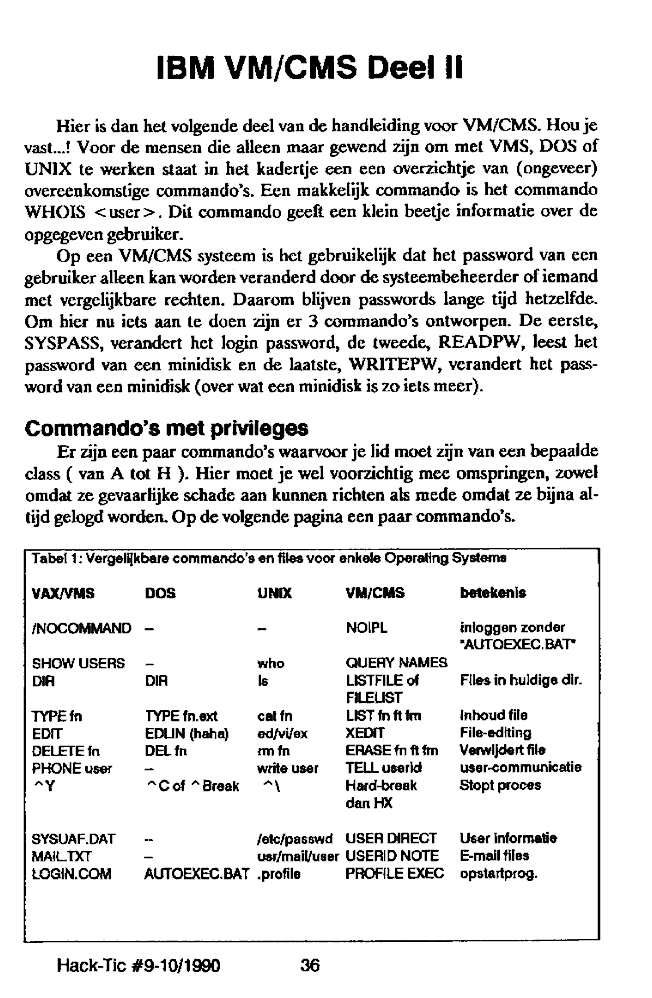 IBM VM/CMS Deel II
Hier is dan het volgende deel van de handleiding voor VM/CMS. Hou je
vast...! Voor de mensen die alleen maar gewend zijn om met VMS, DOS of
UNIX te werken staat in het kadertje een een overzichtje van (ongeveer)
overeenkomstige commando's. Een makkelijk commando is het commando
WHOIS <user>. Dit commando geeft een klein beetje informatie over de
opgegeven gebruiker.
Op een VM/CMS systeem is het gebruikelijk dat het password van een
gebruiker alleen kan worden veranderd door de systeembeheerder of iemand
met vergelijkbare rechten. Daarom blijven passwords lange tijd hetzelfde.
Om hier nu iets aan te doen zijn er 3 commando's ontworpen. De eerste,
SYSPASS, verandert het login password, de tweede, READPW, leest het
password van een minidisk en de laatste, WRITEPW, verandert het pass-
word van een minidisk (over wat een minidisk is zo iets meer).
Commando's met privileges
Er zijn een paar commando's waarvoor je lid moet zijn van een bepaalde
class ( van A tot H ). Hier moet je wel voorzichtig mee omspringen, zowel
omdat ze gevaarlijke schade aan kunnen richten als mede omdat ze bijna al-
tijd gelogd worden. Op de volgende pagina een paar commando's.
Tabel 1: Vergelijkbare commando's en files voor enkele Operating Systems
VAX/VMS DOS UNIX VM/CMS betekenis
/NOCOMMAND – – NOIPL inloggen zonder
"AUTOEXEC.BAT"
SHOW USERS – who QUERY NAMES
DIR DIR ls LISTFILE of Files in huidige dir.
FILELIST
TYPE fn TYPE fn.ext cat fn LIST fn ft fm Inhoud file
EDIT EDLIN (haha) ed/vi/ex XEDIT File-editing
DELETE fn DEL fn rm fn ERASE fn ft fm Verwijdert file
PHONE user – write user TELL userid user-communicatie
^Y ^C of ^Break ^\ Hard-break Stopt proces
dan HX
SYSUAF.DAT -- /etc/passwd USER DIRECT User informatie
MAIL.TXT – usr/mail/user USERID NOTE E-mail files
LOGIN.COM AUTOEXEC.BAT .profile PROFILE EXEC opstartprog.
Hack-Tic #9-10/1990 36